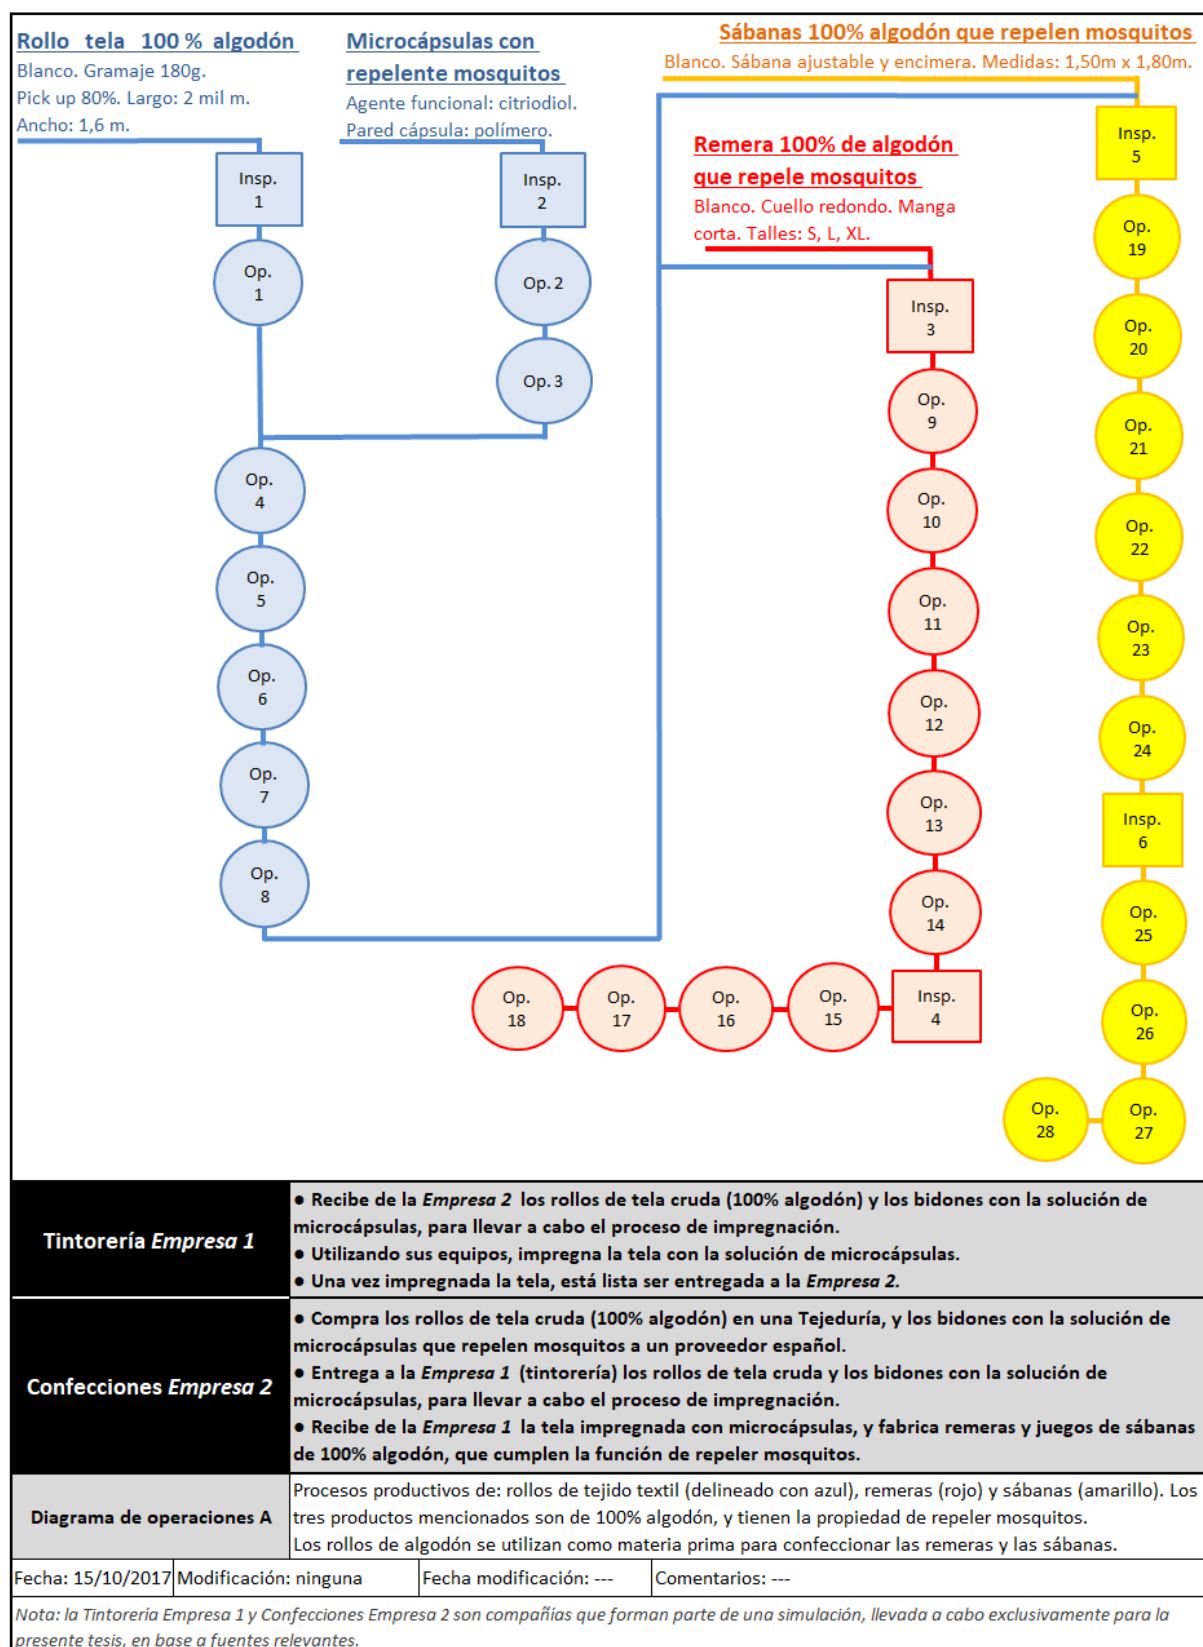 Rollo tela 100 % algodón
Blanco. Gramaje 180g.
Pick up 80%. Largo: 2 mil m.
Ancho: 1,6 m.
Microcápsulas con
repelente mosquitos
Agente funcional: citriodiol.
Pared cápsula: polímero.
Sábanas 100% algodón que repelen mosquitos
Blanco. Sábana ajustable y encimera. Medidas: 1,50m x 1,80m.
Remera 100% de algodón
que repele mosquitos
Blanco. Cuello redondo. Manga
corta. Talles: S, L, XL.
Insp.
1
Op.
1
Insp.
2
Op. 2
Op. 3
Op.
4
Op.
5
Op.
6
Op.
7
Op.
8
Insp.
3
Op.
9
Op.
10
Op.
11
Op.
12
Op.
13
Op.
14
Insp.
4
Op.
15
Op.
16
Op.
17
Op.
18
Insp.
5
Op.
19
Op.
20
Op.
21
Op.
22
Op.
23
Op.
24
Insp.
6
Op.
25
Op.
26
Op.
27
Op.
28
Tintorería Empresa 1
● Recibe de la Empresa 2 los rollos de tela cruda (100% algodón) y los bidones con la solución de
microcápsulas, para llevar a cabo el proceso de impregnación.
● Utilizando sus equipos, impregna la tela con la solución de microcápsulas.
● Una vez impregnada la tela, está lista ser entregada a la Empresa 2.
Confecciones Empresa 2
● Compra los rollos de tela cruda (100% algodón) en una Tejeduría, y los bidones con la solución de
microcápsulas que repelen mosquitos a un proveedor español.
● Entrega a la Empresa 1 (tintorería) los rollos de tela cruda y los bidones con la solución de
microcápsulas, para llevar a cabo el proceso de impregnación.
● Recibe de la Empresa 1 la tela impregnada con microcápsulas, y fabrica remeras y juegos de sábanas
de 100% algodón, que cumplen la función de repeler mosquitos.
Diagrama de operaciones A
Procesos productivos de: rollos de tejido textil (delineado con azul), remeras (rojo) y sábanas (amarillo). Los
tres productos mencionados son de 100% algodón, y tienen la propiedad de repeler mosquitos.
Los rollos de algodón se utilizan como materia prima para confeccionar las remeras y las sábanas.
Fecha: 15/10/2017 Modificación: ninguna Fecha modificación: --- Comentarios: ---
Nota: la Tintorería Empresa 1 y Confecciones Empresa 2 son compañías que forman parte de una simulación, llevada a cabo exclusivamente para la
presente tesis, en base a fuentes relevantes.